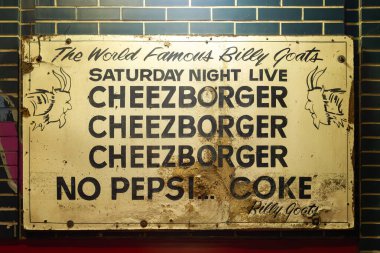 The World Famous Billy Goats
SATURDAY NIGHT LIVE
CHEEZBORGER
CHEEZBORGER
CHEEZBORGER
NO PEPSI... COKE
Billy Goats